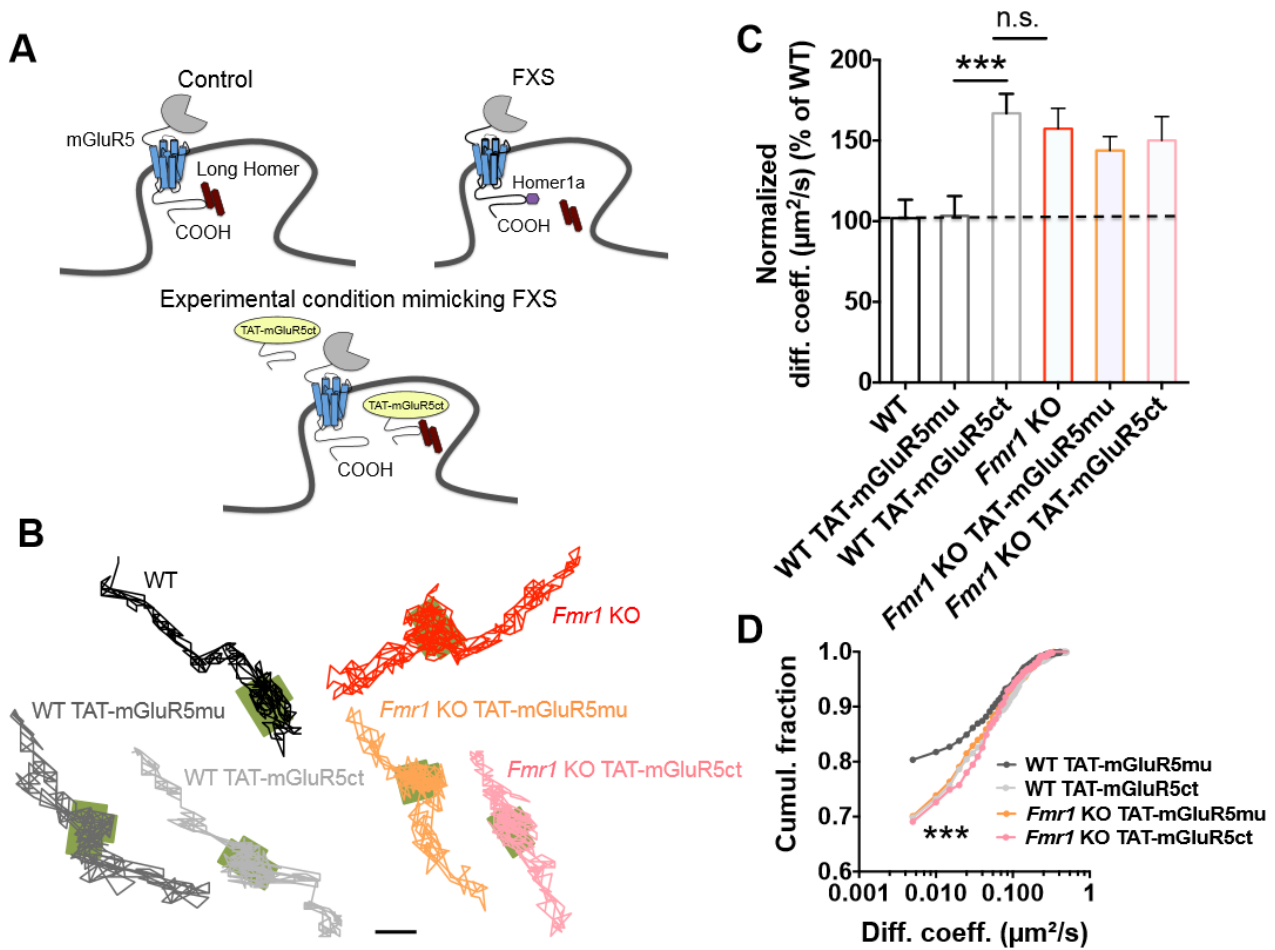 A
Control
mGluR5
Long Homer
COOH
FXS
Homer1a
COOH
Experimental condition mimicking FXS
TAT-mGluR5ct
TAT-mGluR5ct
COOH
B
WT
Fmr1 KO
WT TAT-mGluR5mu
WT TAT-mGluR5ct
Fmr1 KO TAT-mGluR5mu
Fmr1 KO TAT-mGluR5ct
C
n.s.
***
Normalized
diff. coeff. (µm²/s) (% of WT)
200
150
100
50
0
WT
WT TAT-mGluR5mu
WT TAT-mGluR5ct
Fmr1 KO
Fmr1 KO TAT-mGluR5mu
Fmr1 KO TAT-mGluR5ct
D
Cumul. fraction
1.0
0.9
0.8
0.7
0.6
***
WT TAT-mGluR5mu
WT TAT-mGluR5ct
Fmr1 KO TAT-mGluR5mu
Fmr1 KO TAT-mGluR5ct
0.001
0.010
0.100
1
Diff. coeff. (µm²/s)